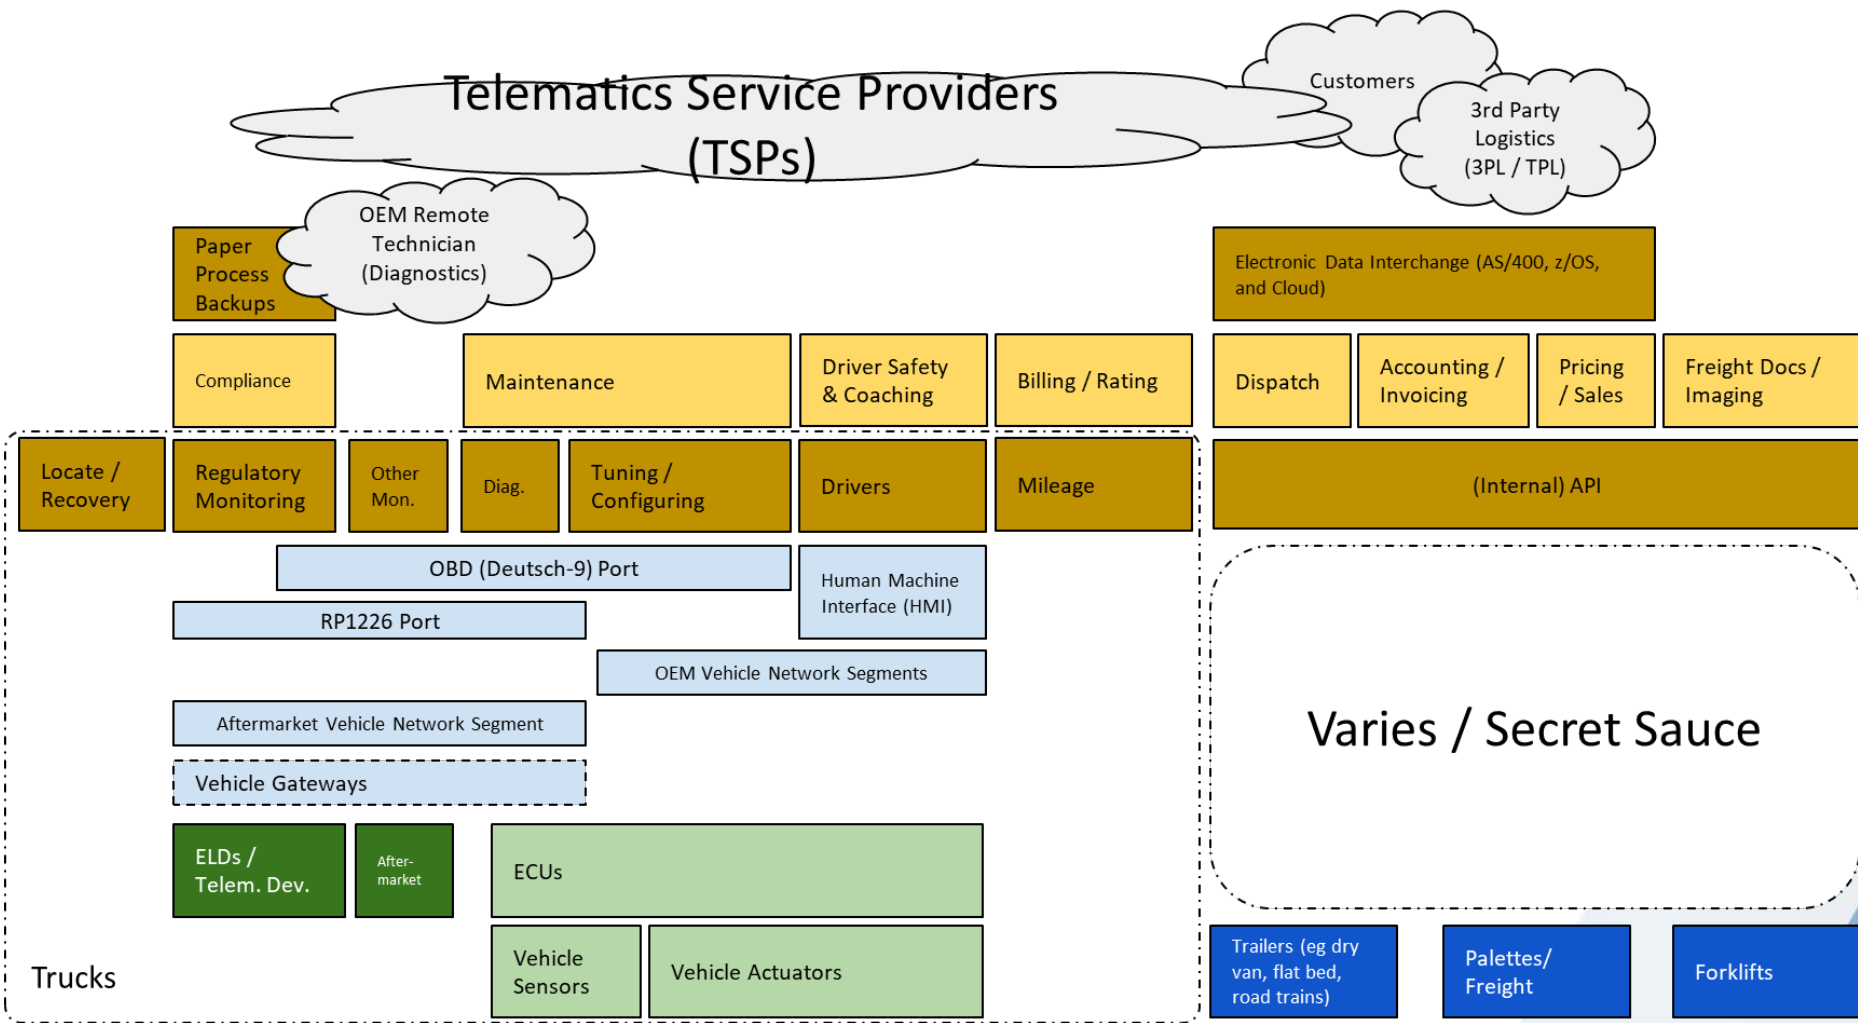 Telematics Service Providers
(TSPs)
Customers
3rd Party
Logistics
(3PL / TPL)
OEM Remote
Technician
(Diagnostics)
Paper
Process
Backups
Electronic Data Interchange (AS/400, z/OS,
and Cloud)
Compliance
Maintenance
Driver Safety
& Coaching
Billing / Rating
Dispatch
Accounting /
Invoicing
Pricing
/ Sales
Freight Docs /
Imaging
Locate /
Recovery
Regulatory
Monitoring
Other
Mon.
Diag.
Tuning /
Configuring
Drivers
Mileage
(Internal) API
OBD (Deutsch-9) Port
Human Machine
Interface (HMI)
RP1226 Port
OEM Vehicle Network Segments
Aftermarket Vehicle Network Segment
Vehicle Gateways
Varies / Secret Sauce
ELDs /
Telem. Dev.
After-
market
ECUs
Vehicle
Sensors
Vehicle Actuators
Trucks
Trailers (eg dry
van, flat bed,
road trains)
Palettes/
Freight
Forklifts